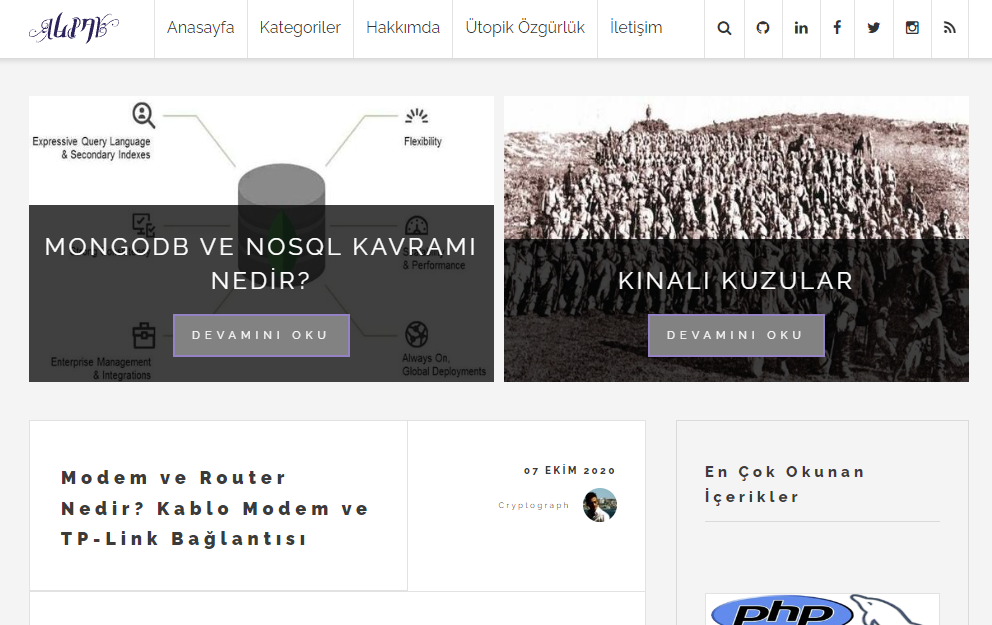 Anasayfa
Kategoriler
Hakkımda
Ütopik Özgürlük
İletişim
Expressive Query Language
& Secondary Indexes
Flexibility
MONGODB VE NOSQL KAVRAMI
NEDİR?
& Performance
DEVAMINI OKU
Enterprise Management
& Integrations
Always On,
Global Deployments
KINALI KUZULAR
DEVAMINI OKU
Modem ve Router
Nedir? Kablo Modem ve
TP-Link Bağlantısı
07 EKİM 2020
Cryptograph
En Çok Okunan
İçerikler
php